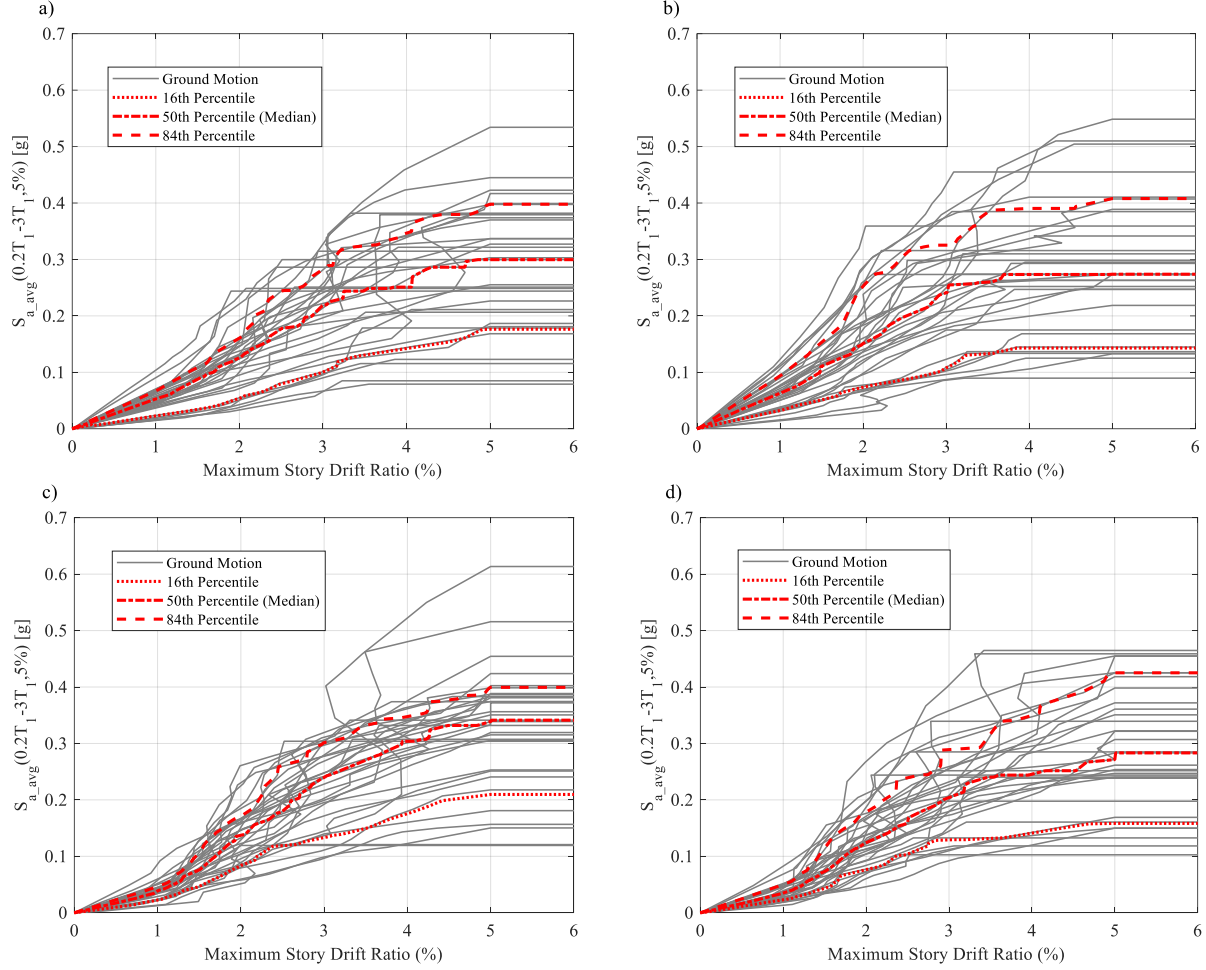 a)
0.7
0.6
0.5
0.4
0.3
0.2
0.1
0
S_a_avg(0.2T_1-3T_1,5%) [g]
Ground Motion
16th Percentile
50th Percentile (Median)
84th Percentile
0 1 2 3 4 5 6
Maximum Story Drift Ratio (%)
b)
0.7
0.6
0.5
0.4
0.3
0.2
0.1
0
S_a_avg(0.2T_1-3T_1,5%) [g]
Ground Motion
16th Percentile
50th Percentile (Median)
84th Percentile
0 1 2 3 4 5 6
Maximum Story Drift Ratio (%)
c)
0.7
0.6
0.5
0.4
0.3
0.2
0.1
0
S_a_avg(0.2T_1-3T_1,5%) [g]
Ground Motion
16th Percentile
50th Percentile (Median)
84th Percentile
0 1 2 3 4 5 6
Maximum Story Drift Ratio (%)
d)
0.7
0.6
0.5
0.4
0.3
0.2
0.1
0
S_a_avg(0.2T_1-3T_1,5%) [g]
Ground Motion
16th Percentile
50th Percentile (Median)
84th Percentile
0 1 2 3 4 5 6
Maximum Story Drift Ratio (%)